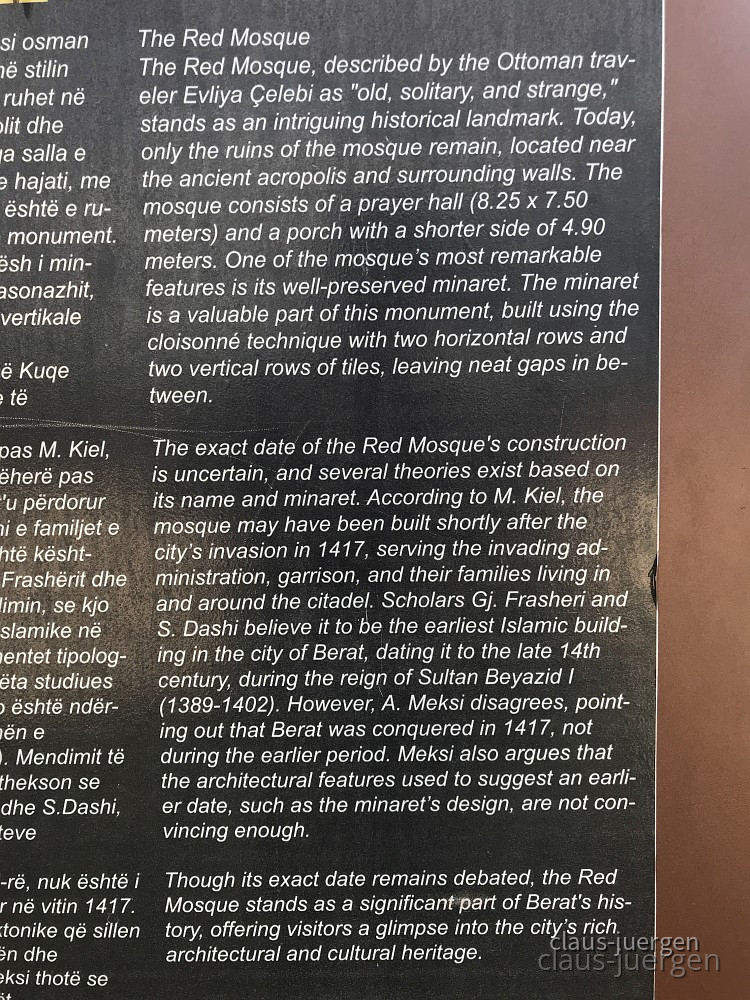 si osman
në stilin
ruhet në
olit dhe
ga salla e
e hajati, me
është e ru-
monument.
ësh i min-
asonazhit,
vertikale
ë Kuqe
e të
pas M. Kiel,
ëherë pas
t'u përdorur
ni e familjet e
htë kësht-
Frashërit dhe
limin, se kjo
slamike në
mentet tipolog-
ëta studiues
o është ndër-
nën e
). Mendimit të
thekson se
dhe S.Dashi,
teve
-rë, nuk është i
r në vitin 1417.
ktonike që sillen
ën dhe
eksi thotë se
The Red Mosque
The Red Mosque, described by the Ottoman trav-
eler Evliya Çelebi as "old, solitary, and strange,"
stands as an intriguing historical landmark. Today,
only the ruins of the mosque remain, located near
the ancient acropolis and surrounding walls. The
mosque consists of a prayer hall (8.25 x 7.50
meters) and a porch with a shorter side of 4.90
meters. One of the mosque's most remarkable
features is its well-preserved minaret. The minaret
is a valuable part of this monument, built using the
cloisonné technique with two horizontal rows and
two vertical rows of tiles, leaving neat gaps in be-
tween.
The exact date of the Red Mosque's construction
is uncertain, and several theories exist based on
its name and minaret. According to M. Kiel, the
mosque may have been built shortly after the
city's invasion in 1417, serving the invading ad-
ministration, garrison, and their families living in
and around the citadel. Scholars Gj. Frasheri and
S. Dashi believe it to be the earliest Islamic build-
ing in the city of Berat, dating it to the late 14th
century, during the reign of Sultan Beyazid I
(1389-1402). However, A. Meksi disagrees, point-
ing out that Berat was conquered in 1417, not
during the earlier period. Meksi also argues that
the architectural features used to suggest an earli-
er date, such as the minaret's design, are not con-
vincing enough.
Though its exact date remains debated, the Red
Mosque stands as a significant part of Berat's his-
tory, offering visitors a glimpse into the city's rich
architectural and cultural heritage.
claus-juergen
claus-juergen